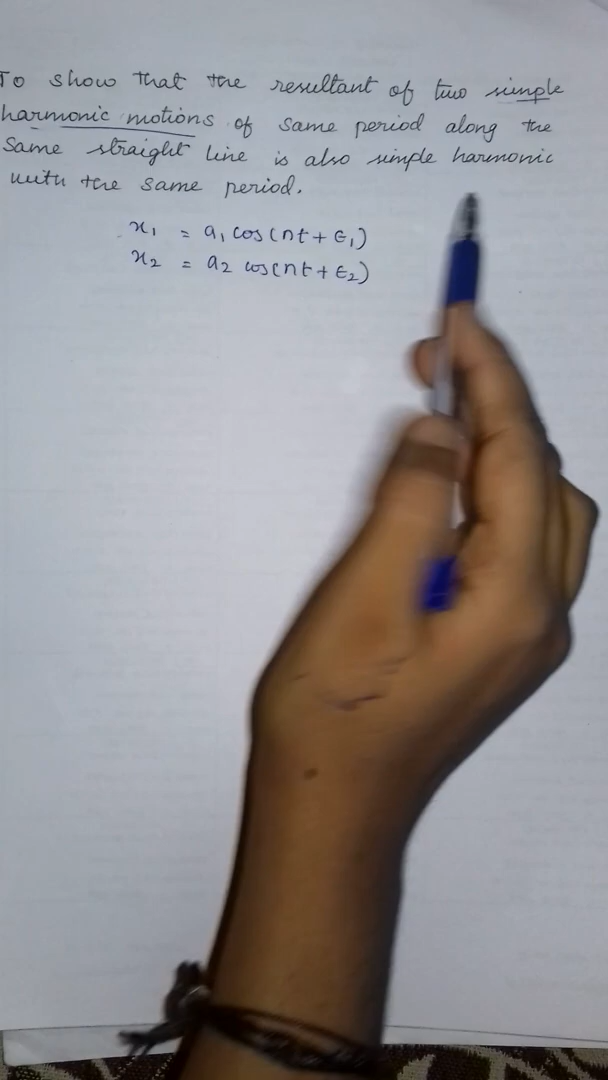 To show that the resultant of two simple
harmonic motions of same period along the
same straight line is also simple harmonic
with the same period.
x₁ = a₁ cos(nt + ε₁)
x₂ = a₂ cos(nt + ε₂)